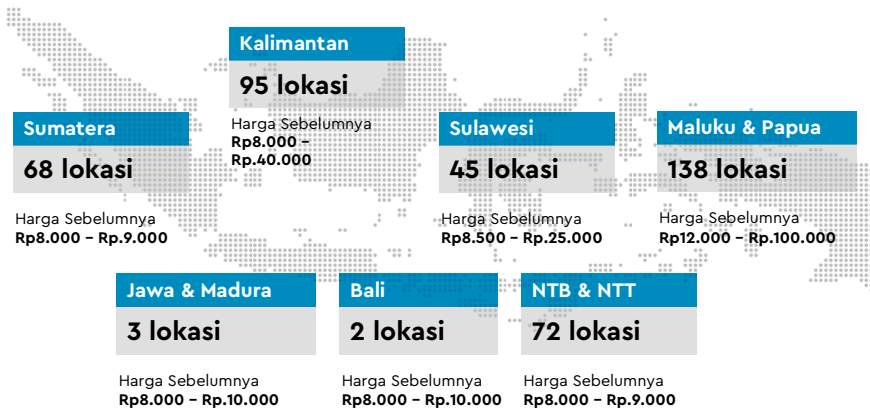 Kalimantan
95 lokasi
Harga Sebelumnya
Rp8.000 –
Rp.40.000
Sumatera
68 lokasi
Harga Sebelumnya
Rp8.000 – Rp.9.000
Sulawesi
45 lokasi
Harga Sebelumnya
Rp8.500 – Rp.25.000
Maluku & Papua
138 lokasi
Harga Sebelumnya
Rp12.000 – Rp.100.000
Jawa & Madura
3 lokasi
Harga Sebelumnya
Rp8.000 – Rp.10.000
Bali
2 lokasi
Harga Sebelumnya
Rp8.000 – Rp.10.000
NTB & NTT
72 lokasi
Harga Sebelumnya
Rp8.000 – Rp.9.000